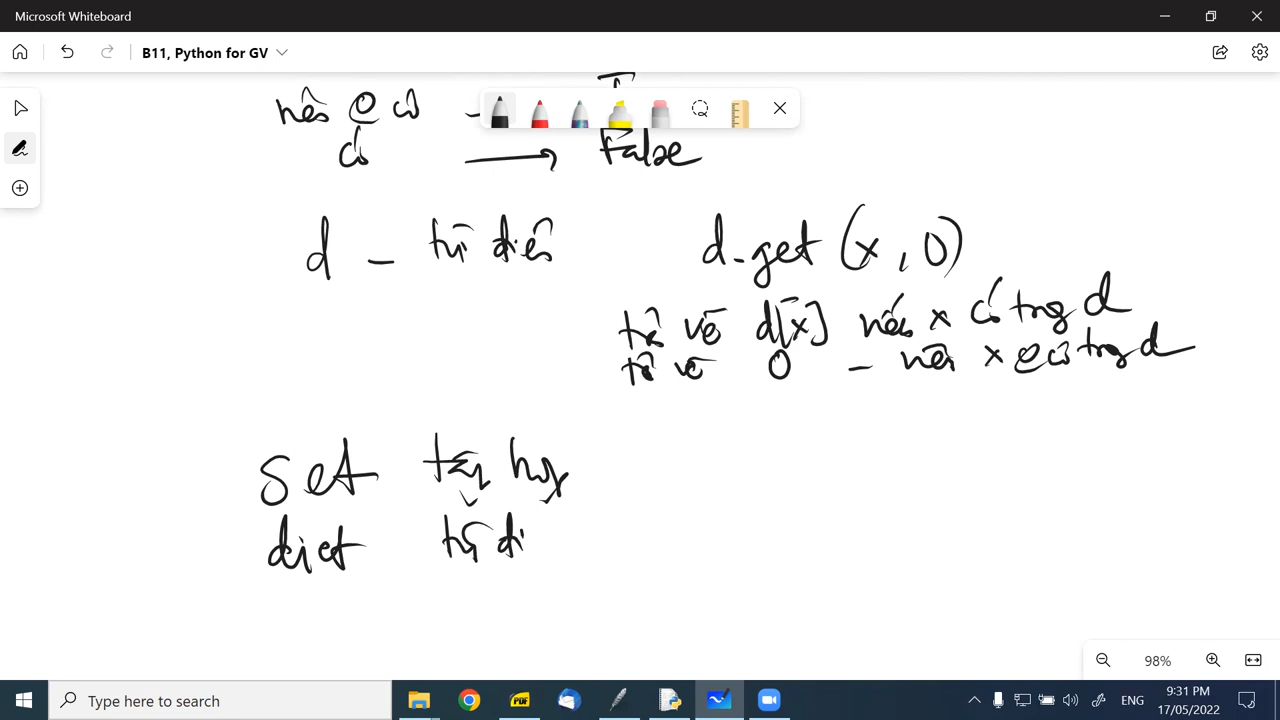 Microsoft Whiteboard
B11, Python for GV
nếu có
có False
d - từ điển d.get(x, 0)
trả về d[x] nếu x có trong d
trả về 0 - nếu x có trong d
set tập hợp
dict từ đi
98%
Type here to search
PDF
ENG
9:31 PM
17/05/2022